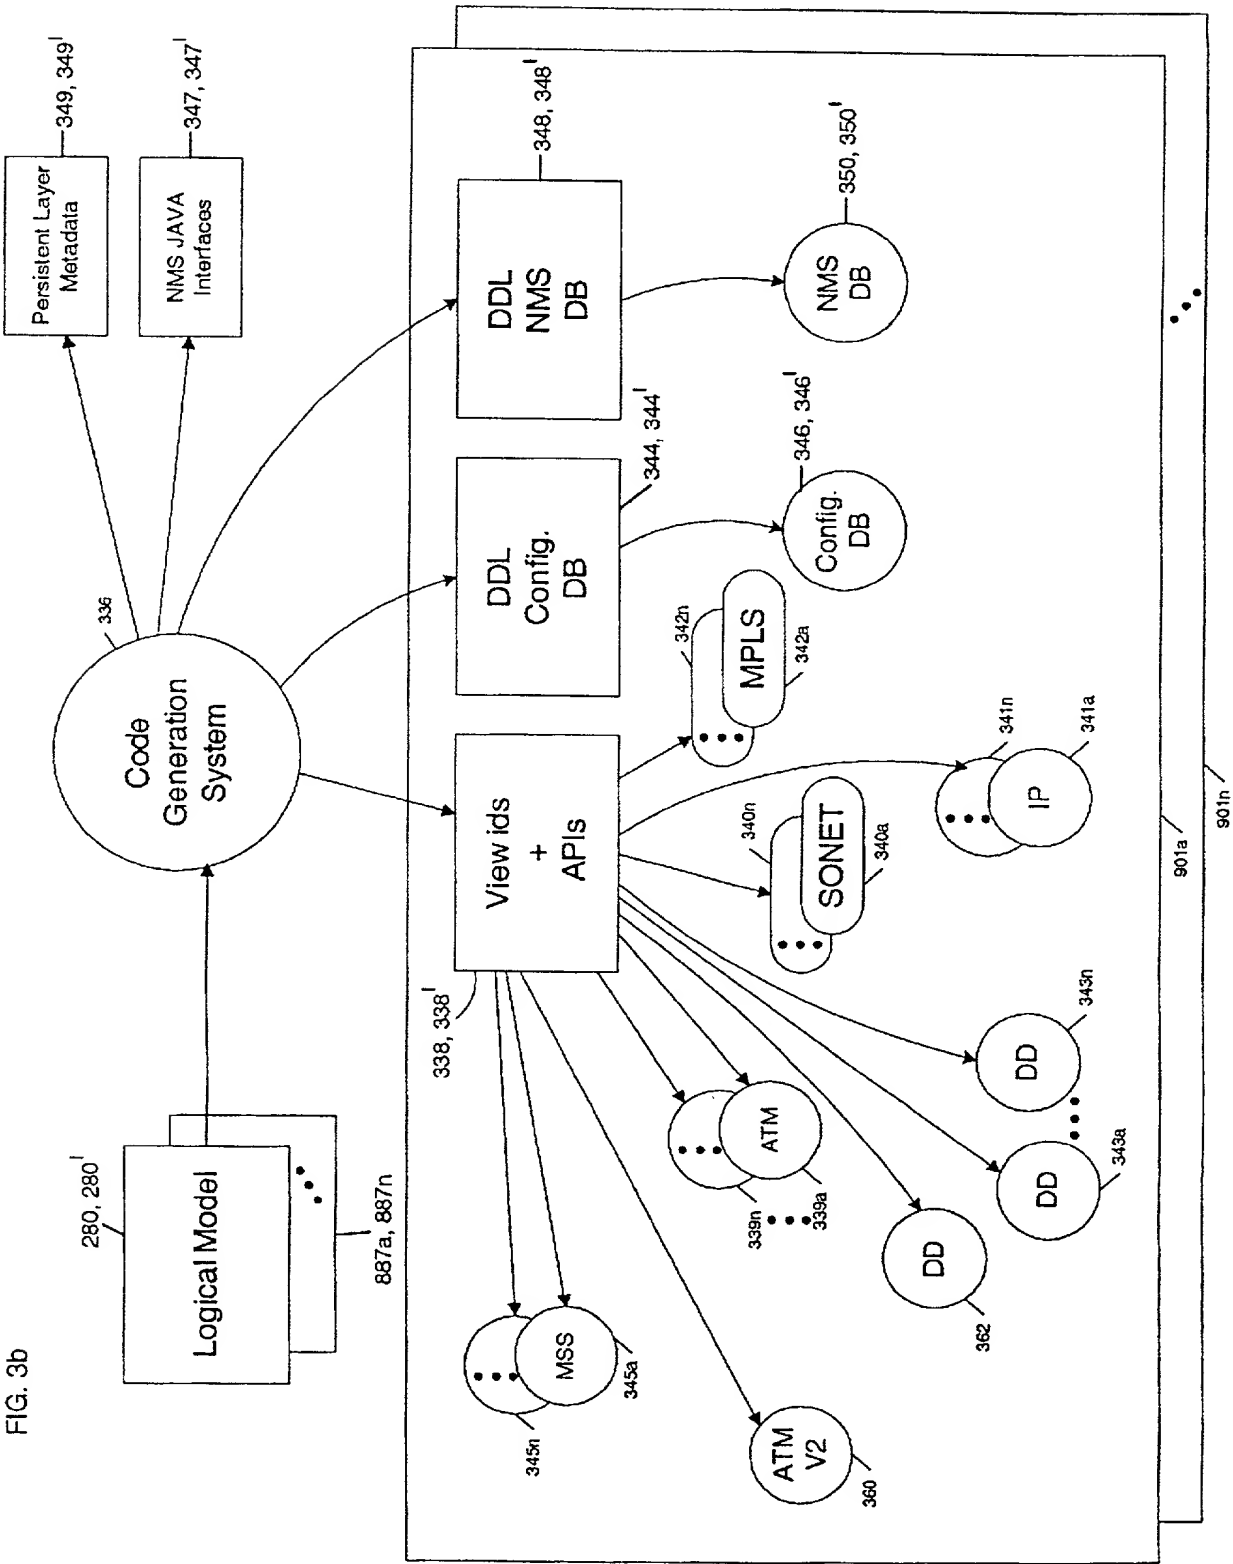 FIG. 3b
280, 280'
Logical Model
887a, 887n
Code
Generation
System
336
Persistent Layer
Metadata
349, 349'
NMS JAVA
Interfaces
347, 347'
338, 338'
View ids
+
APIs
DDL
Config.
DB
344, 344'
DDL
NMS
DB
348, 348'
345n
MSS
345a
ATM
V2
360
339n
339a
ATM
DD
362
DD
343a
DD
343n
340n
SONET
340a
342n
MPLS
342a
341n
IP
341a
Config.
DB
346, 346'
NMS
DB
350, 350'
901a
901n